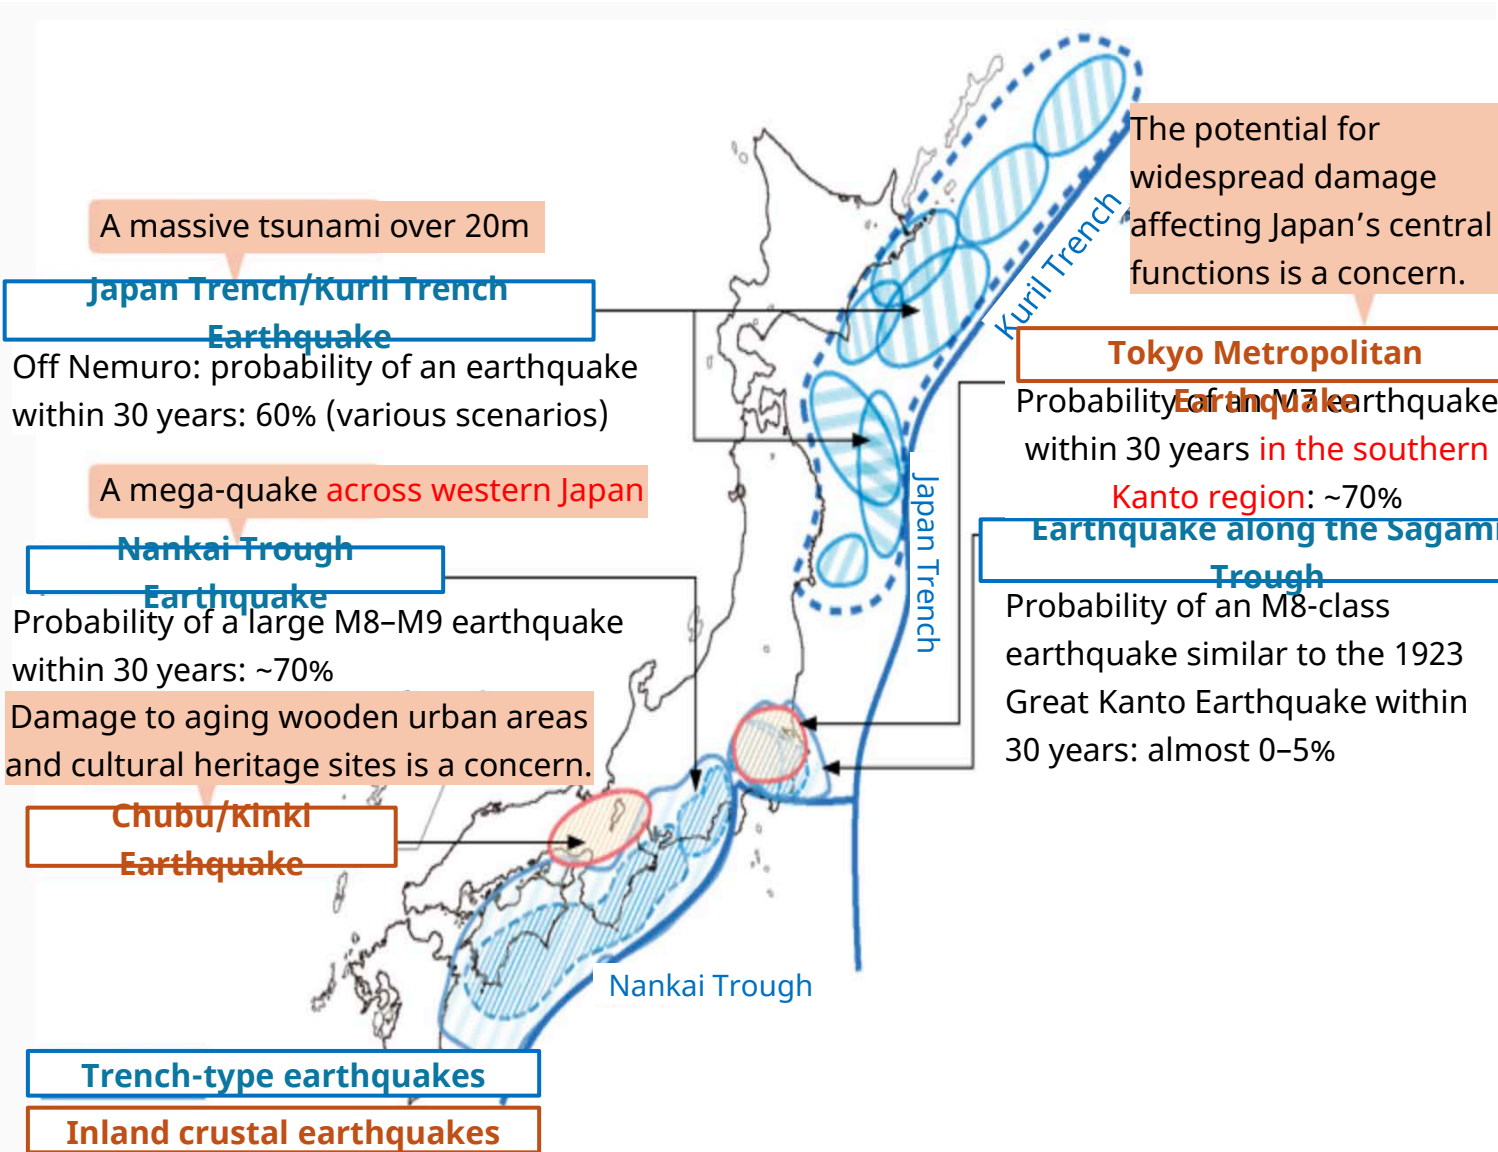 A massive tsunami over 20m
Japan Trench/Kuril Trench
Earthquake
Off Nemuro: probability of an earthquake
within 30 years: 60% (various scenarios)
A mega-quake across western Japan
Nankai Trough
Earthquake
Probability of a large M8–M9 earthquake
within 30 years: ~70%
Damage to aging wooden urban areas
and cultural heritage sites is a concern.
Chubu/Kinki
Earthquake
Trench-type earthquakes
Inland crustal earthquakes
Kuril Trench
Japan Trench
Nankai Trough
The potential for
widespread damage
affecting Japan’s central
functions is a concern.
Tokyo Metropolitan
Earthquake
Probability of an M7 earthquake
within 30 years in the southern
Kanto region: ~70%
Earthquake along the Sagami
Trough
Probability of an M8-class
earthquake similar to the 1923
Great Kanto Earthquake within
30 years: almost 0–5%